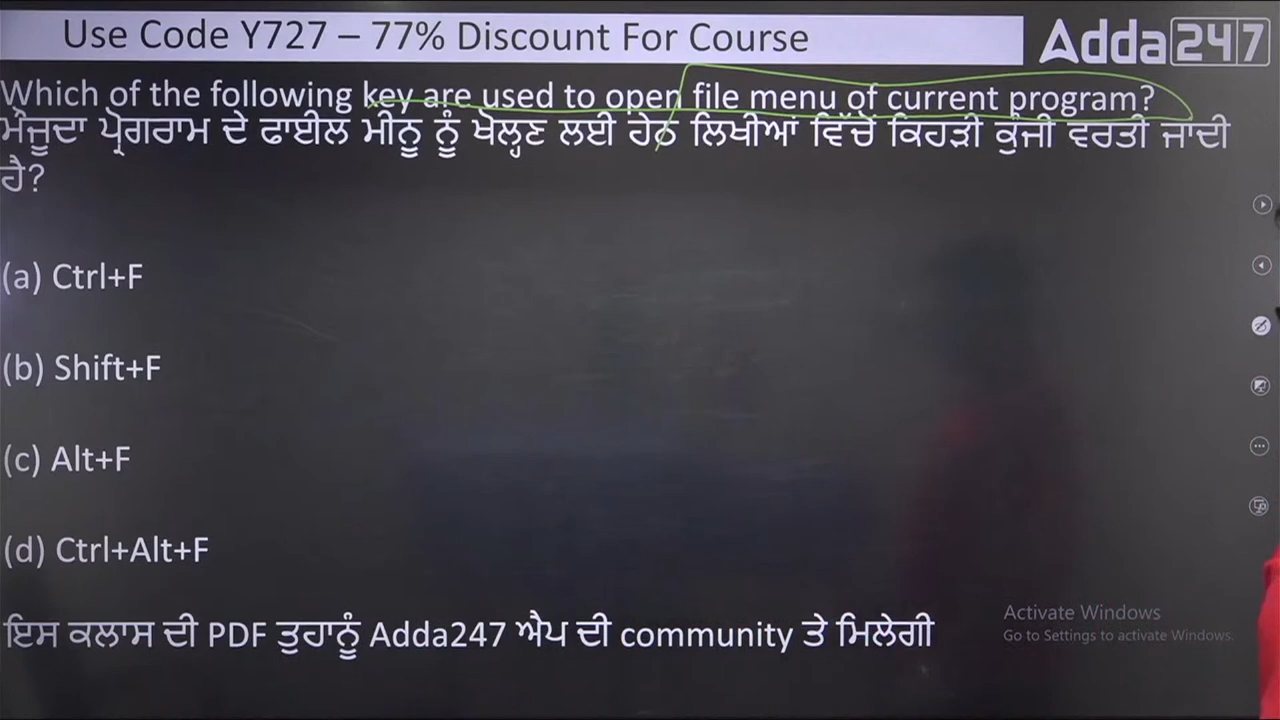 Use Code Y727 – 77% Discount For Course
Adda247
Which of the following key are used to open file menu of current program?
ਮੌਜੂਦਾ ਪ੍ਰੋਗਰਾਮ ਦੇ ਫਾਈਲ ਮੀਨੂ ਨੂੰ ਖੋਲ੍ਹਣ ਲਈ ਹੇਠ ਲਿਖੀਆਂ ਵਿੱਚੋਂ ਕਿਹੜੀ ਕੁੰਜੀ ਵਰਤੀ ਜਾਂਦੀ
ਹੈ?
(a) Ctrl+F
(b) Shift+F
(c) Alt+F
(d) Ctrl+Alt+F
ਇਸ ਕਲਾਸ ਦੀ PDF ਤੁਹਾਨੂੰ Adda247 ਐਪ ਦੀ community ਤੇ ਮਿਲੇਗੀ
Activate Windows
Go to Settings to activate Windows.